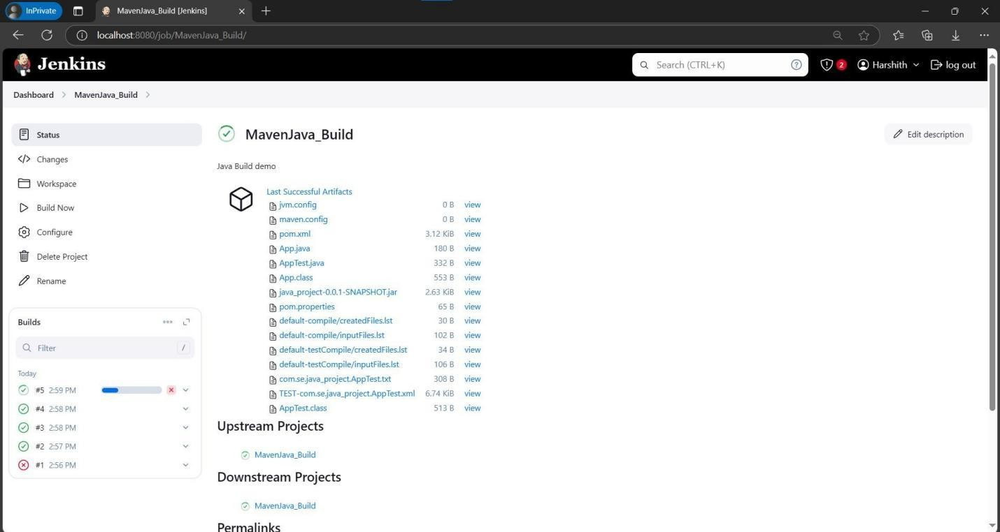 InPrivate
MavenJava_Build [Jenkins]
localhost:8080/job/MavenJava_Build/
Jenkins
Search (CTRL+K)
2
Harshith
log out
Dashboard
MavenJava_Build
Status
Changes
Workspace
Build Now
Configure
Delete Project
Rename
Builds
Filter
/
Today
#5 2:59 PM
#4 2:58 PM
#3 2:58 PM
#2 2:57 PM
#1 2:56 PM
MavenJava_Build
Edit description
Java Build demo
Last Successful Artifacts
jvm.config 0 B view
maven.config 0 B view
pom.xml 3.12 KiB view
App.java 180 B view
AppTest.java 332 B view
App.class 553 B view
java_project-0.0.1-SNAPSHOT.jar 2.63 KiB view
pom.properties 65 B view
default-compile/createdFiles.lst 30 B view
default-compile/inputFiles.lst 102 B view
default-testCompile/createdFiles.lst 34 B view
default-testCompile/inputFiles.lst 106 B view
com.se.java_project.AppTest.txt 308 B view
TEST-com.se.java_project.AppTest.xml 6.74 KiB view
AppTest.class 513 B view
Upstream Projects
MavenJava_Build
Downstream Projects
MavenJava_Build
Permalinks